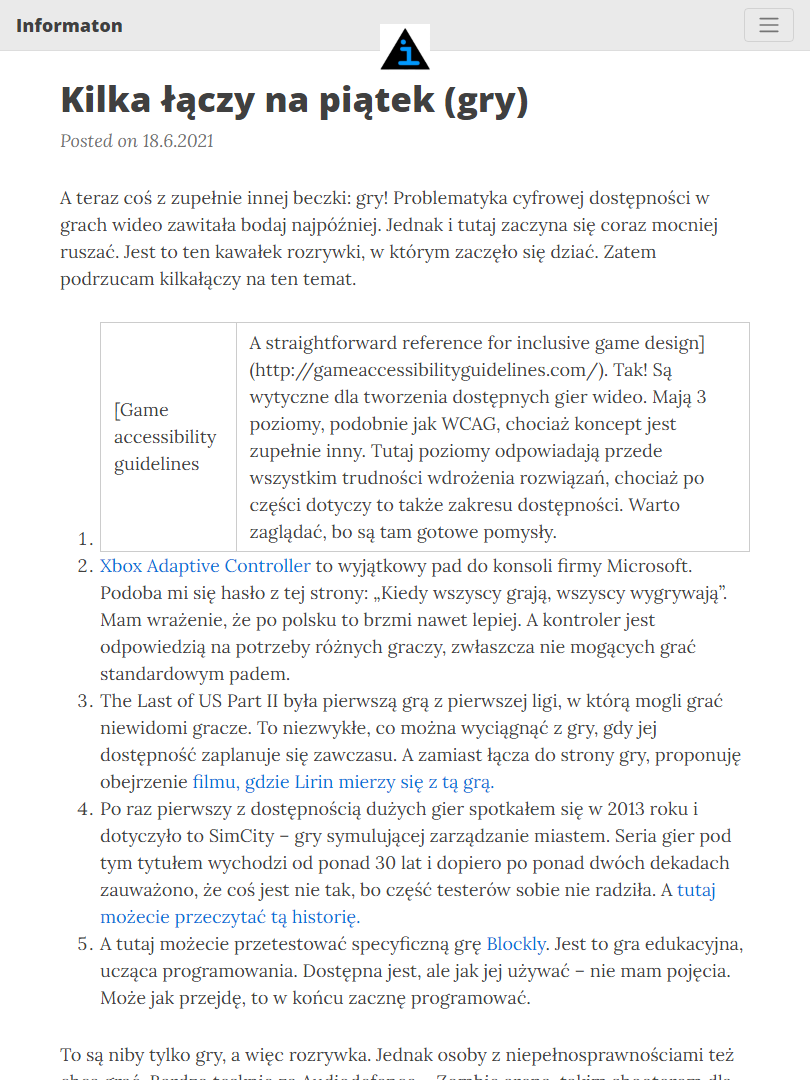 Informaton
i
Kilka łączy na piątek (gry)
Posted on 18.6.2021
A teraz coś z zupełnie innej beczki: gry! Problematyka cyfrowej dostępności w
grach wideo zawitała bodaj najpóźniej. Jednak i tutaj zaczyna się coraz mocniej
ruszać. Jest to ten kawałek rozrywki, w którym zaczęło się dziać. Zatem
podrzucam kilkałączy na ten temat.
1.
[Game
accessibility
guidelines
A straightforward reference for inclusive game design]
(http://gameaccessibilityguidelines.com/). Tak! Są
wytyczne dla tworzenia dostępnych gier wideo. Mają 3
poziomy, podobnie jak WCAG, chociaż koncept jest
zupełnie inny. Tutaj poziomy odpowiadają przede
wszystkim trudności wdrożenia rozwiązań, chociaż po
części dotyczy to także zakresu dostępności. Warto
zaglądać, bo są tam gotowe pomysły.
2. Xbox Adaptive Controller to wyjątkowy pad do konsoli firmy Microsoft.
Podoba mi się hasło z tej strony: „Kiedy wszyscy grają, wszyscy wygrywają”.
Mam wrażenie, że po polsku to brzmi nawet lepiej. A kontroler jest
odpowiedzią na potrzeby różnych graczy, zwłaszcza nie mogących grać
standardowym padem.
3. The Last of US Part II była pierwszą grą z pierwszej ligi, w którą mogli grać
niewidomi gracze. To niezwykłe, co można wyciągnąć z gry, gdy jej
dostępność zaplanuje się zawczasu. A zamiast łącza do strony gry, proponuję
obejrzenie filmu, gdzie Lirin mierzy się z tą grą.
4. Po raz pierwszy z dostępnością dużych gier spotkałem się w 2013 roku i
dotyczyło to SimCity – gry symulującej zarządzanie miastem. Seria gier pod
tym tytułem wychodzi od ponad 30 lat i dopiero po ponad dwóch dekadach
zauważono, że coś jest nie tak, bo część testerów sobie nie radziła. A tutaj
możecie przeczytać tą historię.
5. A tutaj możecie przetestować specyficzną grę Blockly. Jest to gra edukacyjna,
ucząca programowania. Dostępna jest, ale jak jej używać – nie mam pojęcia.
Może jak przejdę, to w końcu zacznę programować.
To są niby tylko gry, a więc rozrywka. Jednak osoby z niepełnosprawnościami też